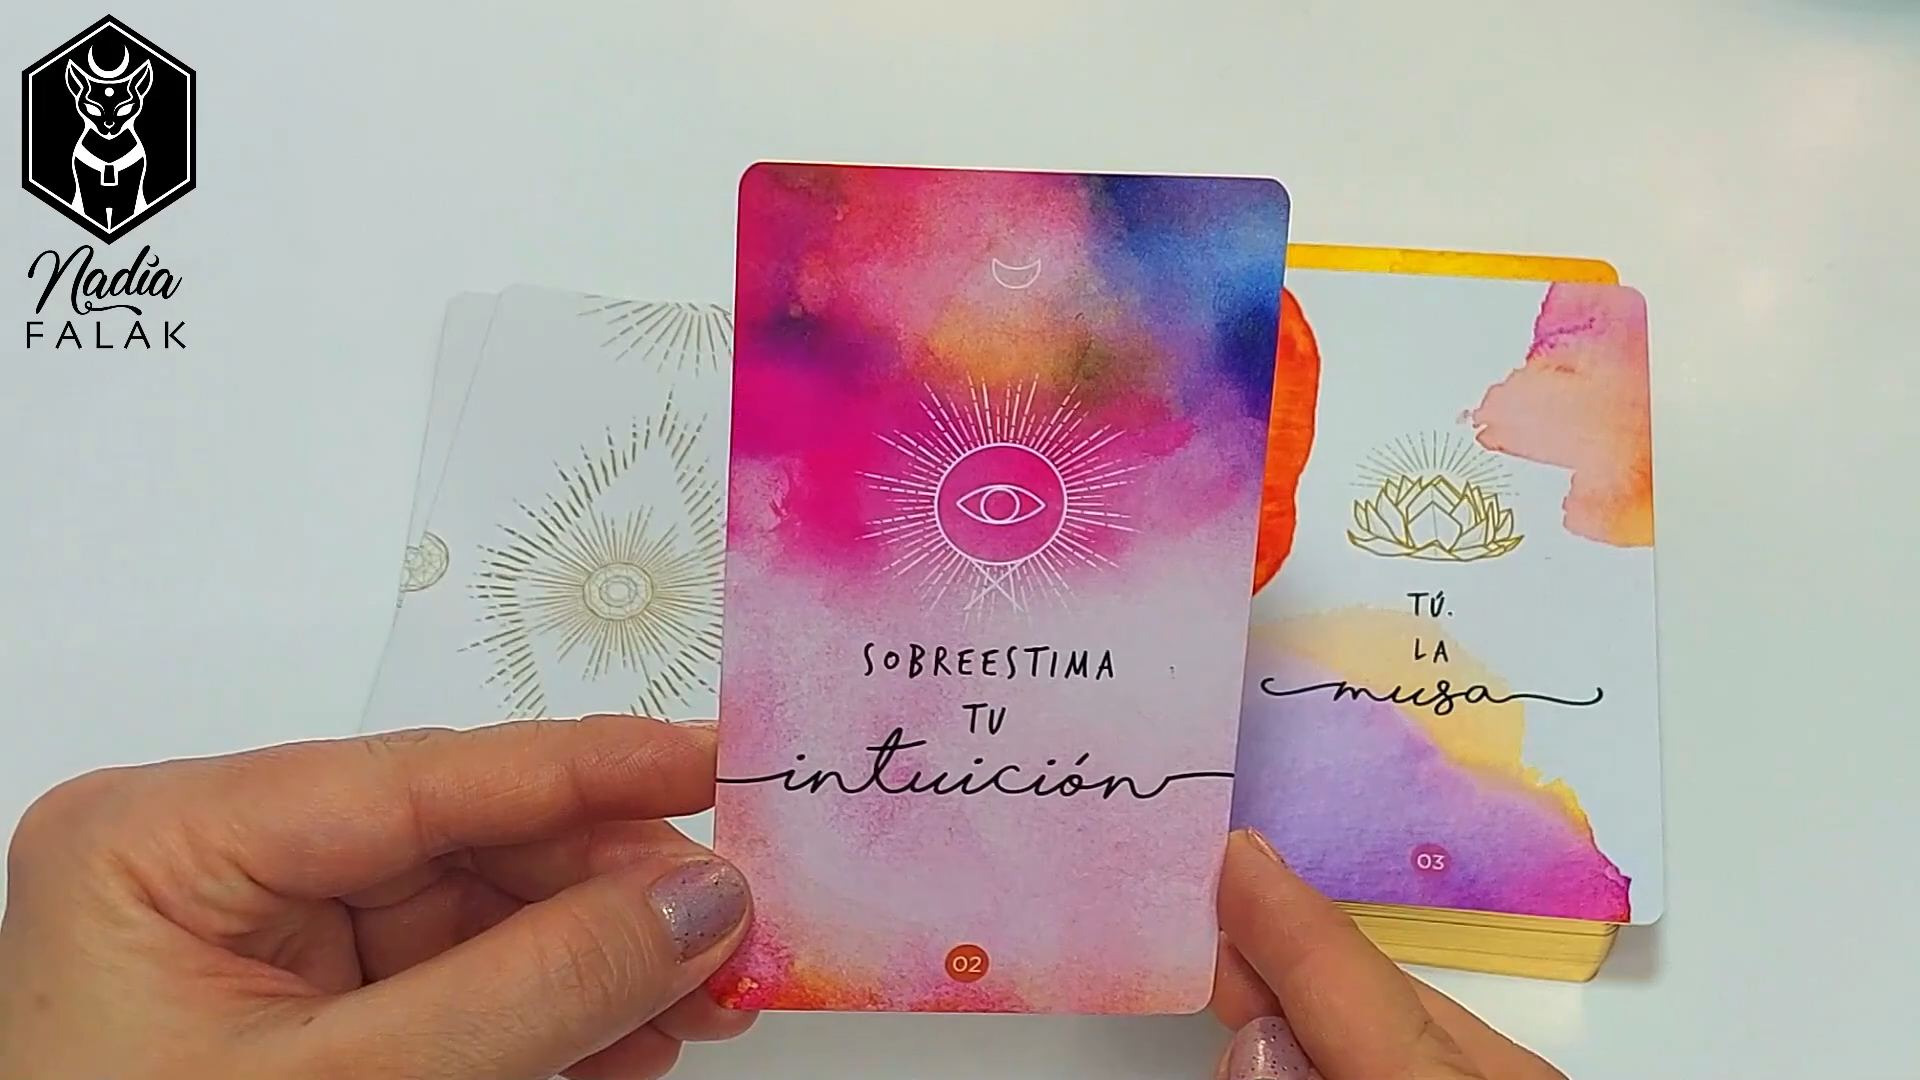 Nadia
FALAK
SOBREESTIMA
TU
intuición
02
TÚ.
LA
musa
03